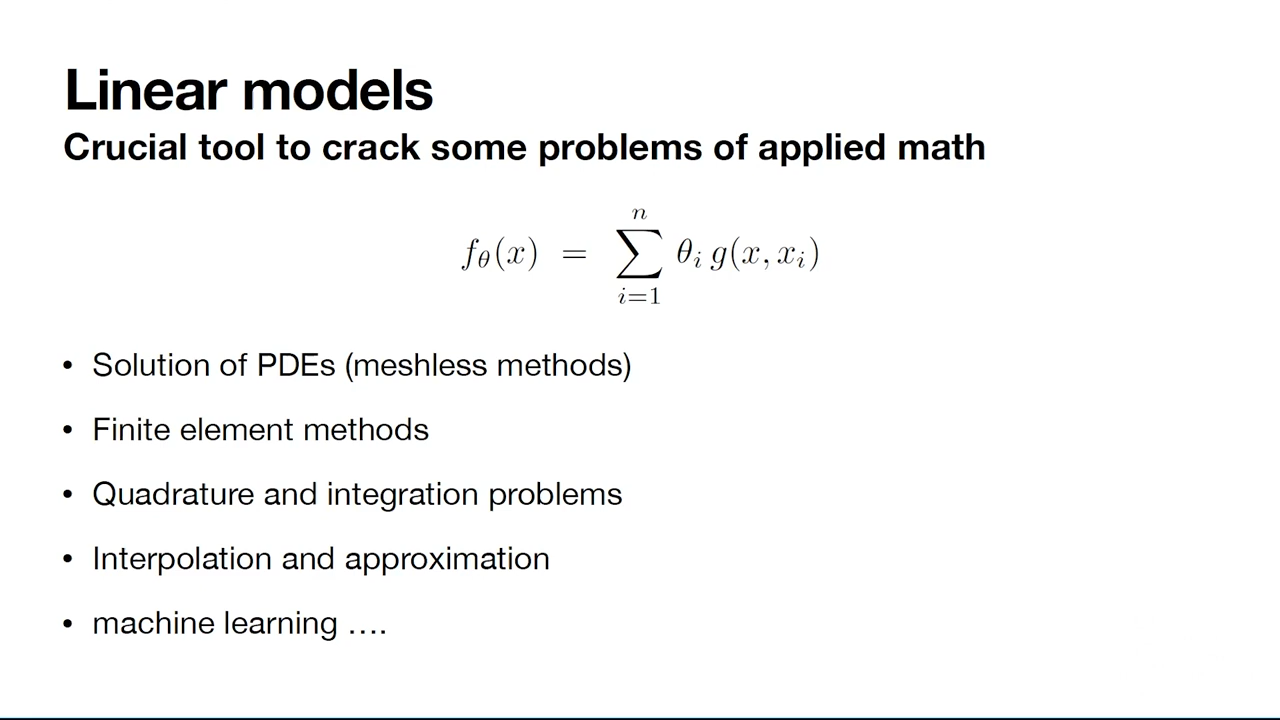 Linear models
Crucial tool to crack some problems of applied math
f_θ(x) = \sum_{i=1}^{n} θ_i g(x, x_i)
• Solution of PDEs (meshless methods)
• Finite element methods
• Quadrature and integration problems
• Interpolation and approximation
• machine learning ….